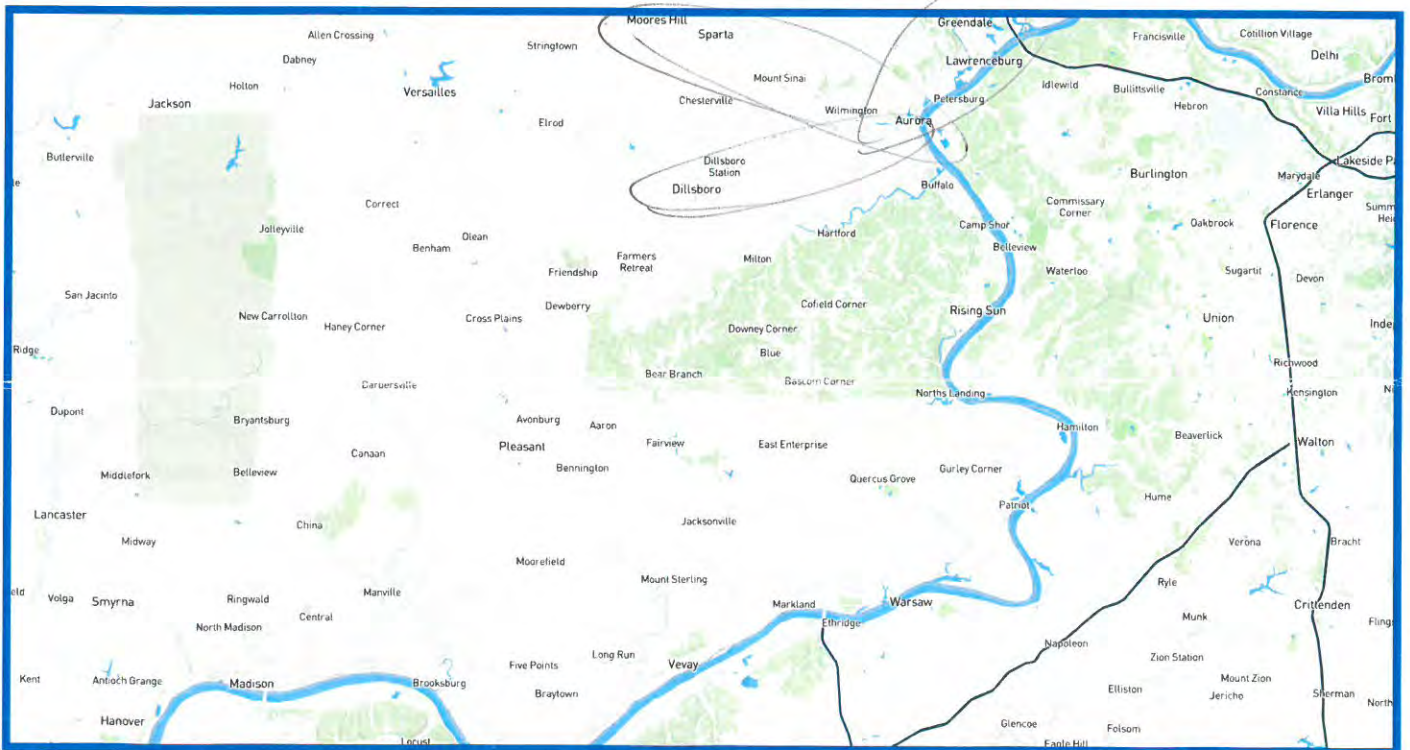 Moores Hill
Greendale
Sparta
Allen Crossing
Francisville
Cotillion Village
Stringtown
Delhi
Dabney
Lawrenceburg
Mount Sinai
Holton
Versailles
Idlewild
Bullittsville
Constance
Jackson
Chesterville
Petersburg
Hebron
Wilmington
Villa Hills
Fort
Elrod
Aurora
Butlerville
Dillsboro
Station
Lakeside Pa
Burlington
Marydale
Dillsboro
Buffalo
Erlanger
Correct
Commissary
Corner
Summ
Hei
Jolleyville
Olean
Hartford
Camp Shor
Oakbrook
Florence
Benham
Belleview
Farmers
Retreat
Milton
Friendship
Waterloo
Sugartit
Devon
San Jacinto
Dewberry
Cofield Corner
New Carrollton
Cross Plains
Rising Sun
Haney Corner
Downey Corner
Union
Inde
Ridge
Blue
Richwood
Bear Branch
Bascom Corner
Norths Landing
Kensington
Dupont
Bryantsburg
Avonburg
Aaron
Hamilton
Beaverlick
Pleasant
Fairview
East Enterprise
Walton
Canaan
Middlefork
Belleview
Bennington
Gurley Corner
Quercus Grove
Hume
Patriot
Lancaster
China
Jacksonville
Midway
Verona
Bracht
Moorefield
Mount Sterling
Ryle
eld
Volga
Smyrna
Ringwald
Manville
Markland
Warsaw
Crittenden
Central
Munk
North Madison
Ethridge
Napoleon
Long Run
Zion Station
Five Points
Vevay
Kent
Antioch Grange
Madison
Brooksburg
Mount Zion
Braytown
Elliston
Jericho
Sherman
North
Hanover
Glencoe
Folsom
Locust
Eagle Hill